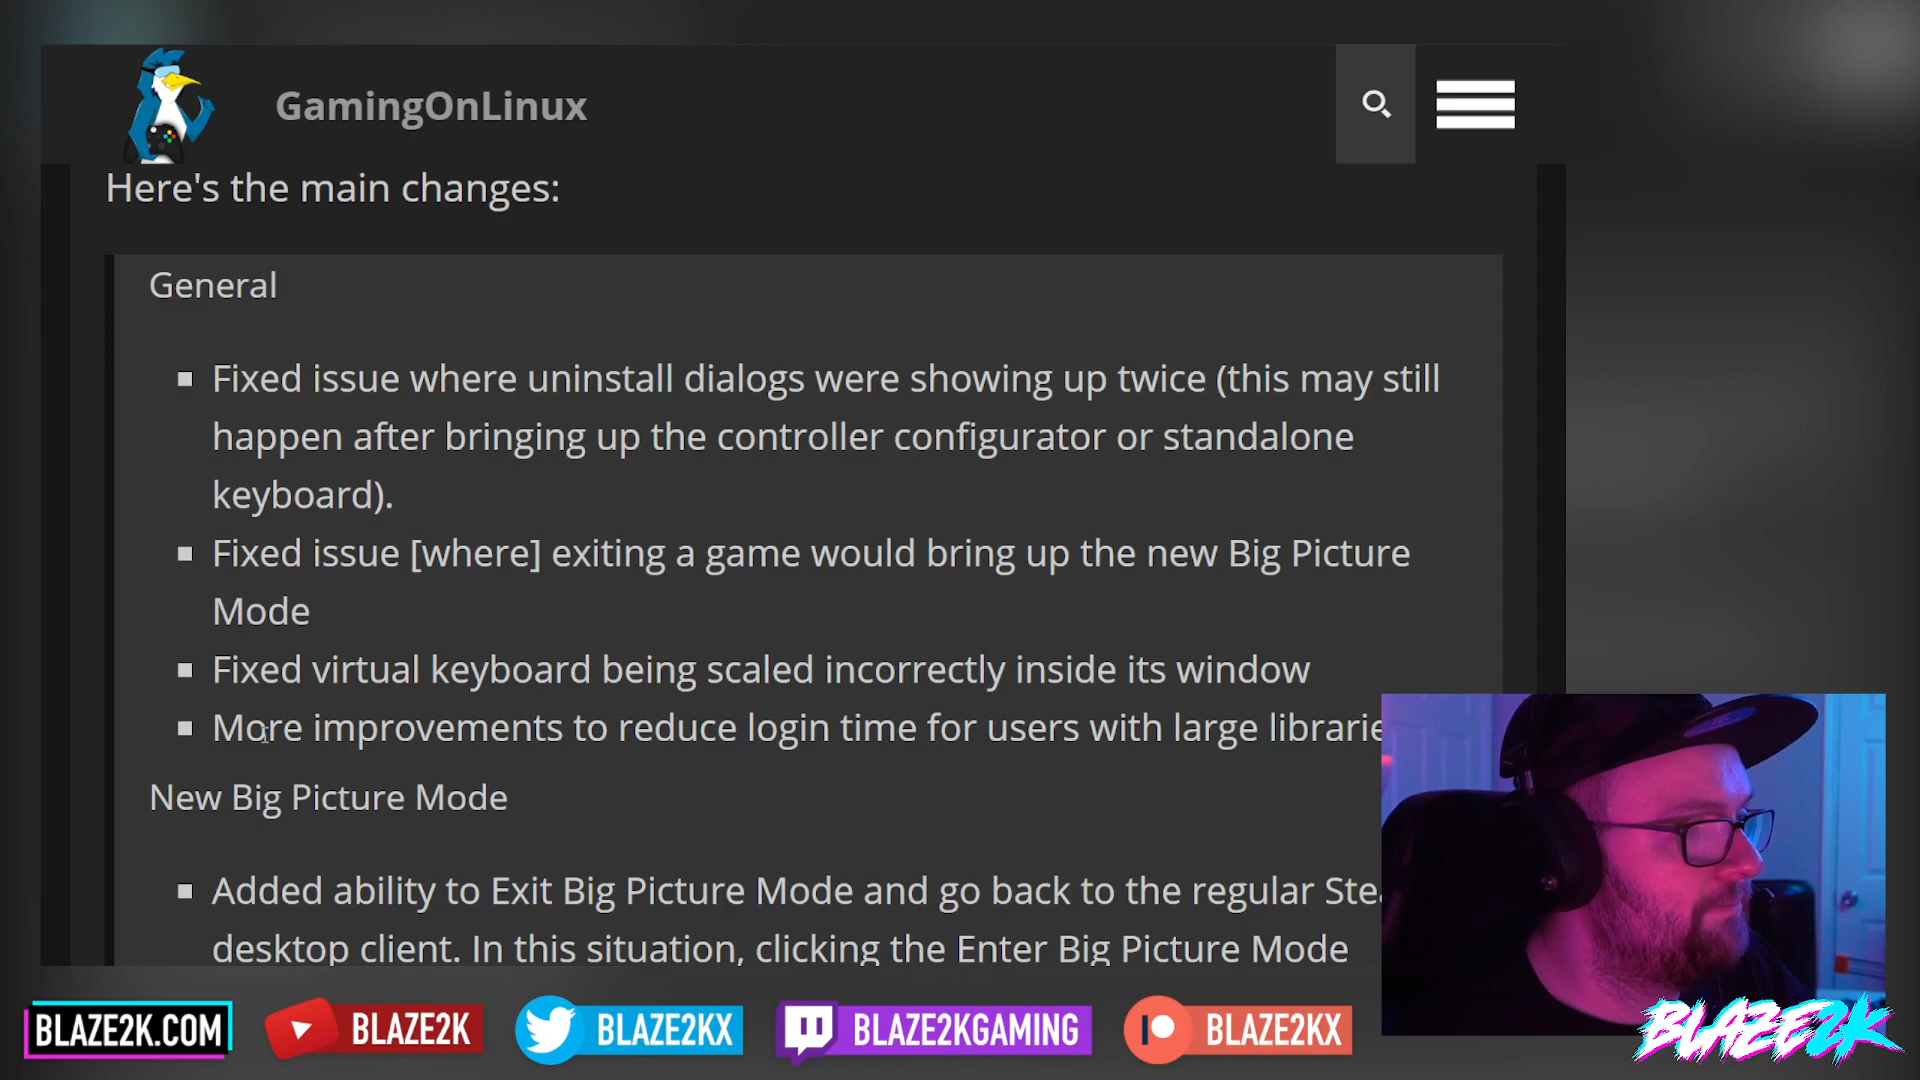 GamingOnLinux
Here's the main changes:
General
Fixed issue where uninstall dialogs were showing up twice (this may still
happen after bringing up the controller configurator or standalone
keyboard).
Fixed issue [where] exiting a game would bring up the new Big Picture
Mode
Fixed virtual keyboard being scaled incorrectly inside its window
More improvements to reduce login time for users with large
New Big Picture Mode
Added ability to Exit Big Picture Mode and go back to the regular
desktop client. In this situation, clicking the Enter Big Picture Mode
BLAZE2K.COM BLAZE2K BLAZE2KX BLAZE2KGAMING BLAZE2KX BLAZE2K